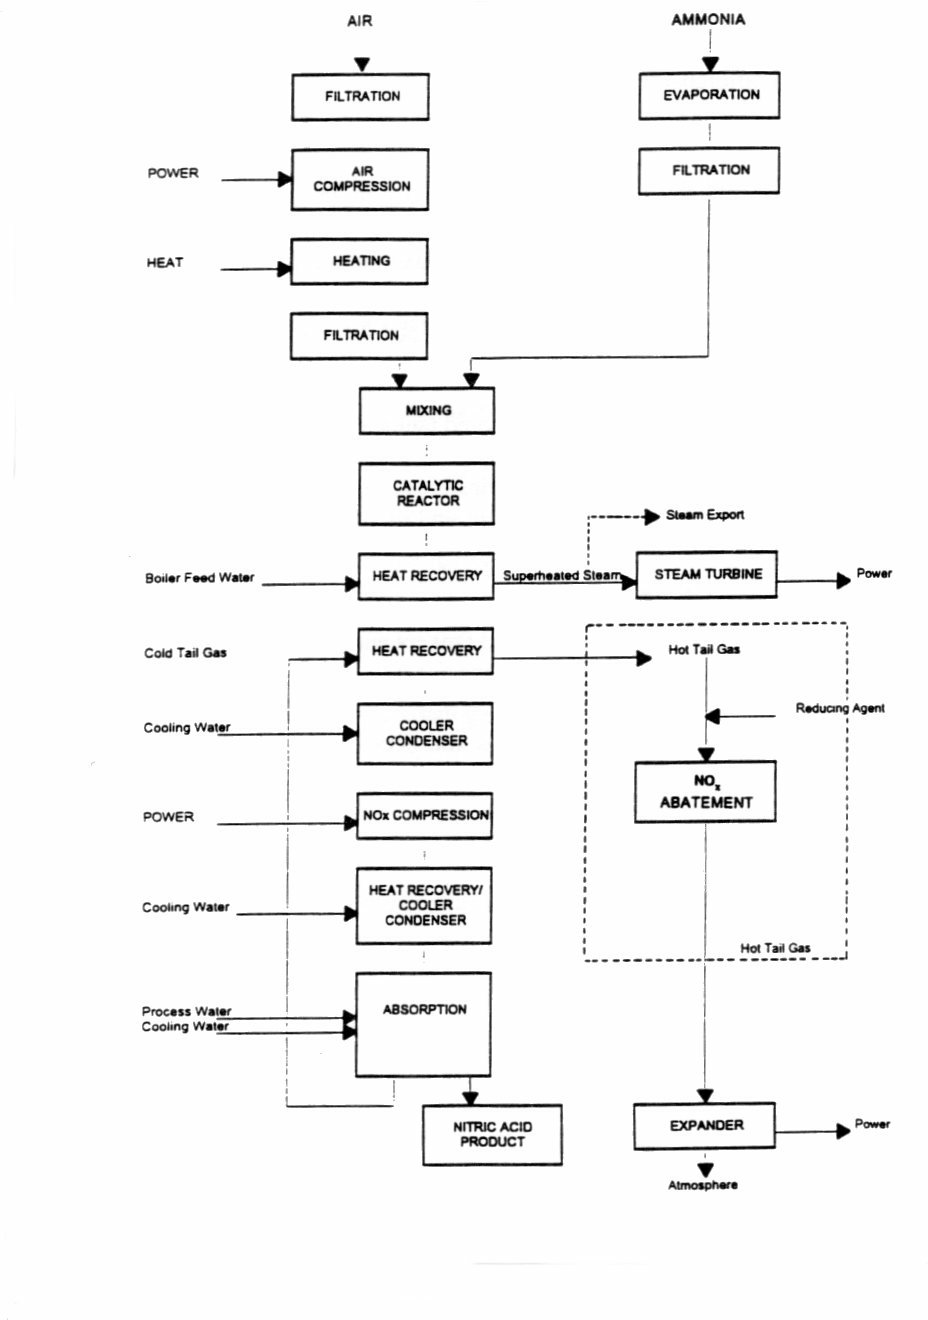 AIR
AMMONIA
FILTRATION
EVAPORATION
POWER
AIR
COMPRESSION
FILTRATION
HEAT
HEATING
FILTRATION
MIXING
CATALYTIC
REACTOR
Steam Export
Boiler Feed Water
HEAT RECOVERY
Superheated Steam
STEAM TURBINE
Power
Cold Tail Gas
HEAT RECOVERY
Hot Tail Gas
Reducing Agent
Cooling Water
COOLER
CONDENSER
NOx
ABATEMENT
POWER
NOx COMPRESSION
Cooling Water
HEAT RECOVERY/
COOLER
CONDENSER
Hot Tail Gas
Process Water
Cooling Water
ABSORPTION
NITRIC ACID
PRODUCT
EXPANDER
Power
Atmosphere